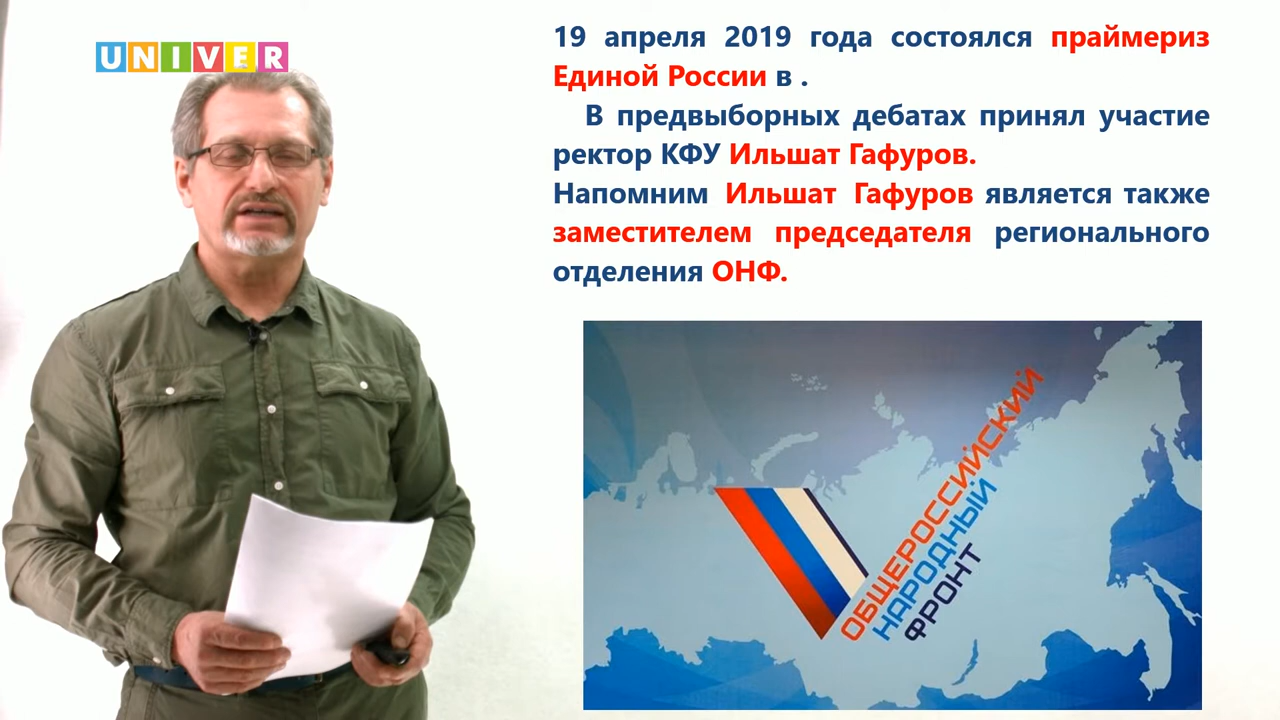 UNIVER
19 апреля 2019 года состоялся праймериз
Единой России в .
В предвыборных дебатах принял участие
ректор КФУ Ильшат Гафуров.
Напомним Ильшат Гафуров является также
заместителем председателя регионального
отделения ОНФ.
ОБЩЕРОССИЙСКИЙ
НАРОДНЫЙ
ФРОНТ